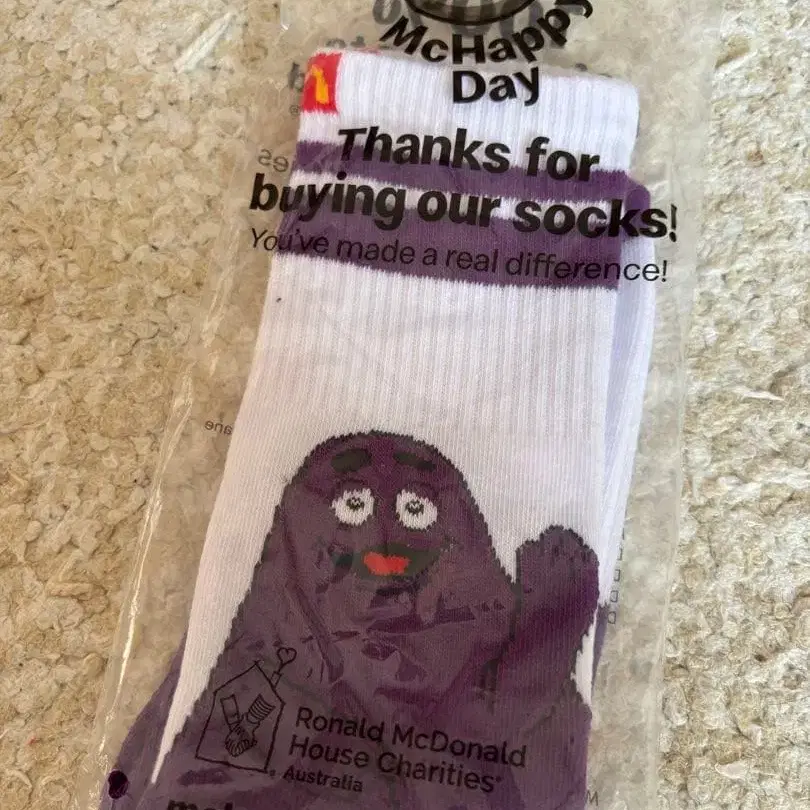 McHappy
Day
Thanks for
buying our socks!
You've made a real difference!
Ronald McDonald
House Charities®
Australia